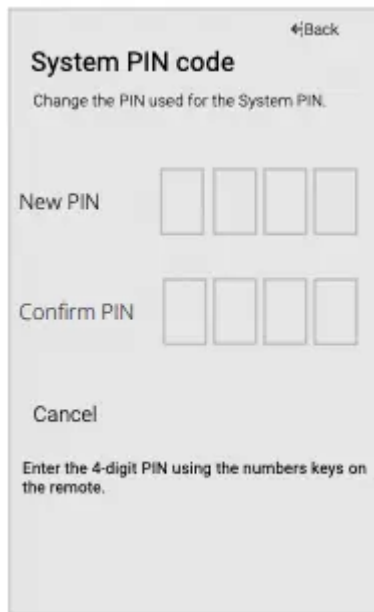 Back
System PIN code
Change the PIN used for the System PIN.
New PIN
Confirm PIN
Cancel
Enter the 4-digit PIN using the numbers keys on
the remote.